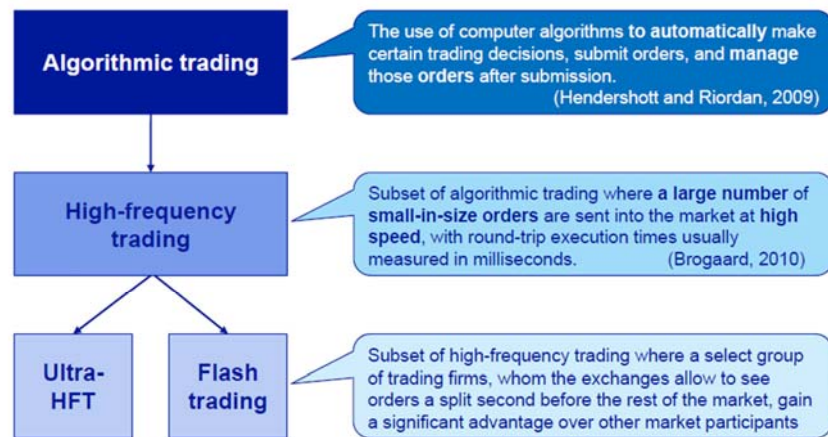 Algorithmic trading
The use of computer algorithms to automatically make
certain trading decisions, submit orders, and manage
those orders after submission.
(Hendershott and Riordan, 2009)
High-frequency
trading
Subset of algorithmic trading where a large number of
small-in-size orders are sent into the market at high
speed, with round-trip execution times usually
measured in milliseconds. (Brogaard, 2010)
Ultra-
HFT
Flash
trading
Subset of high-frequency trading where a select group
of trading firms, whom the exchanges allow to see
orders a split second before the rest of the market, gain
a significant advantage over other market participants